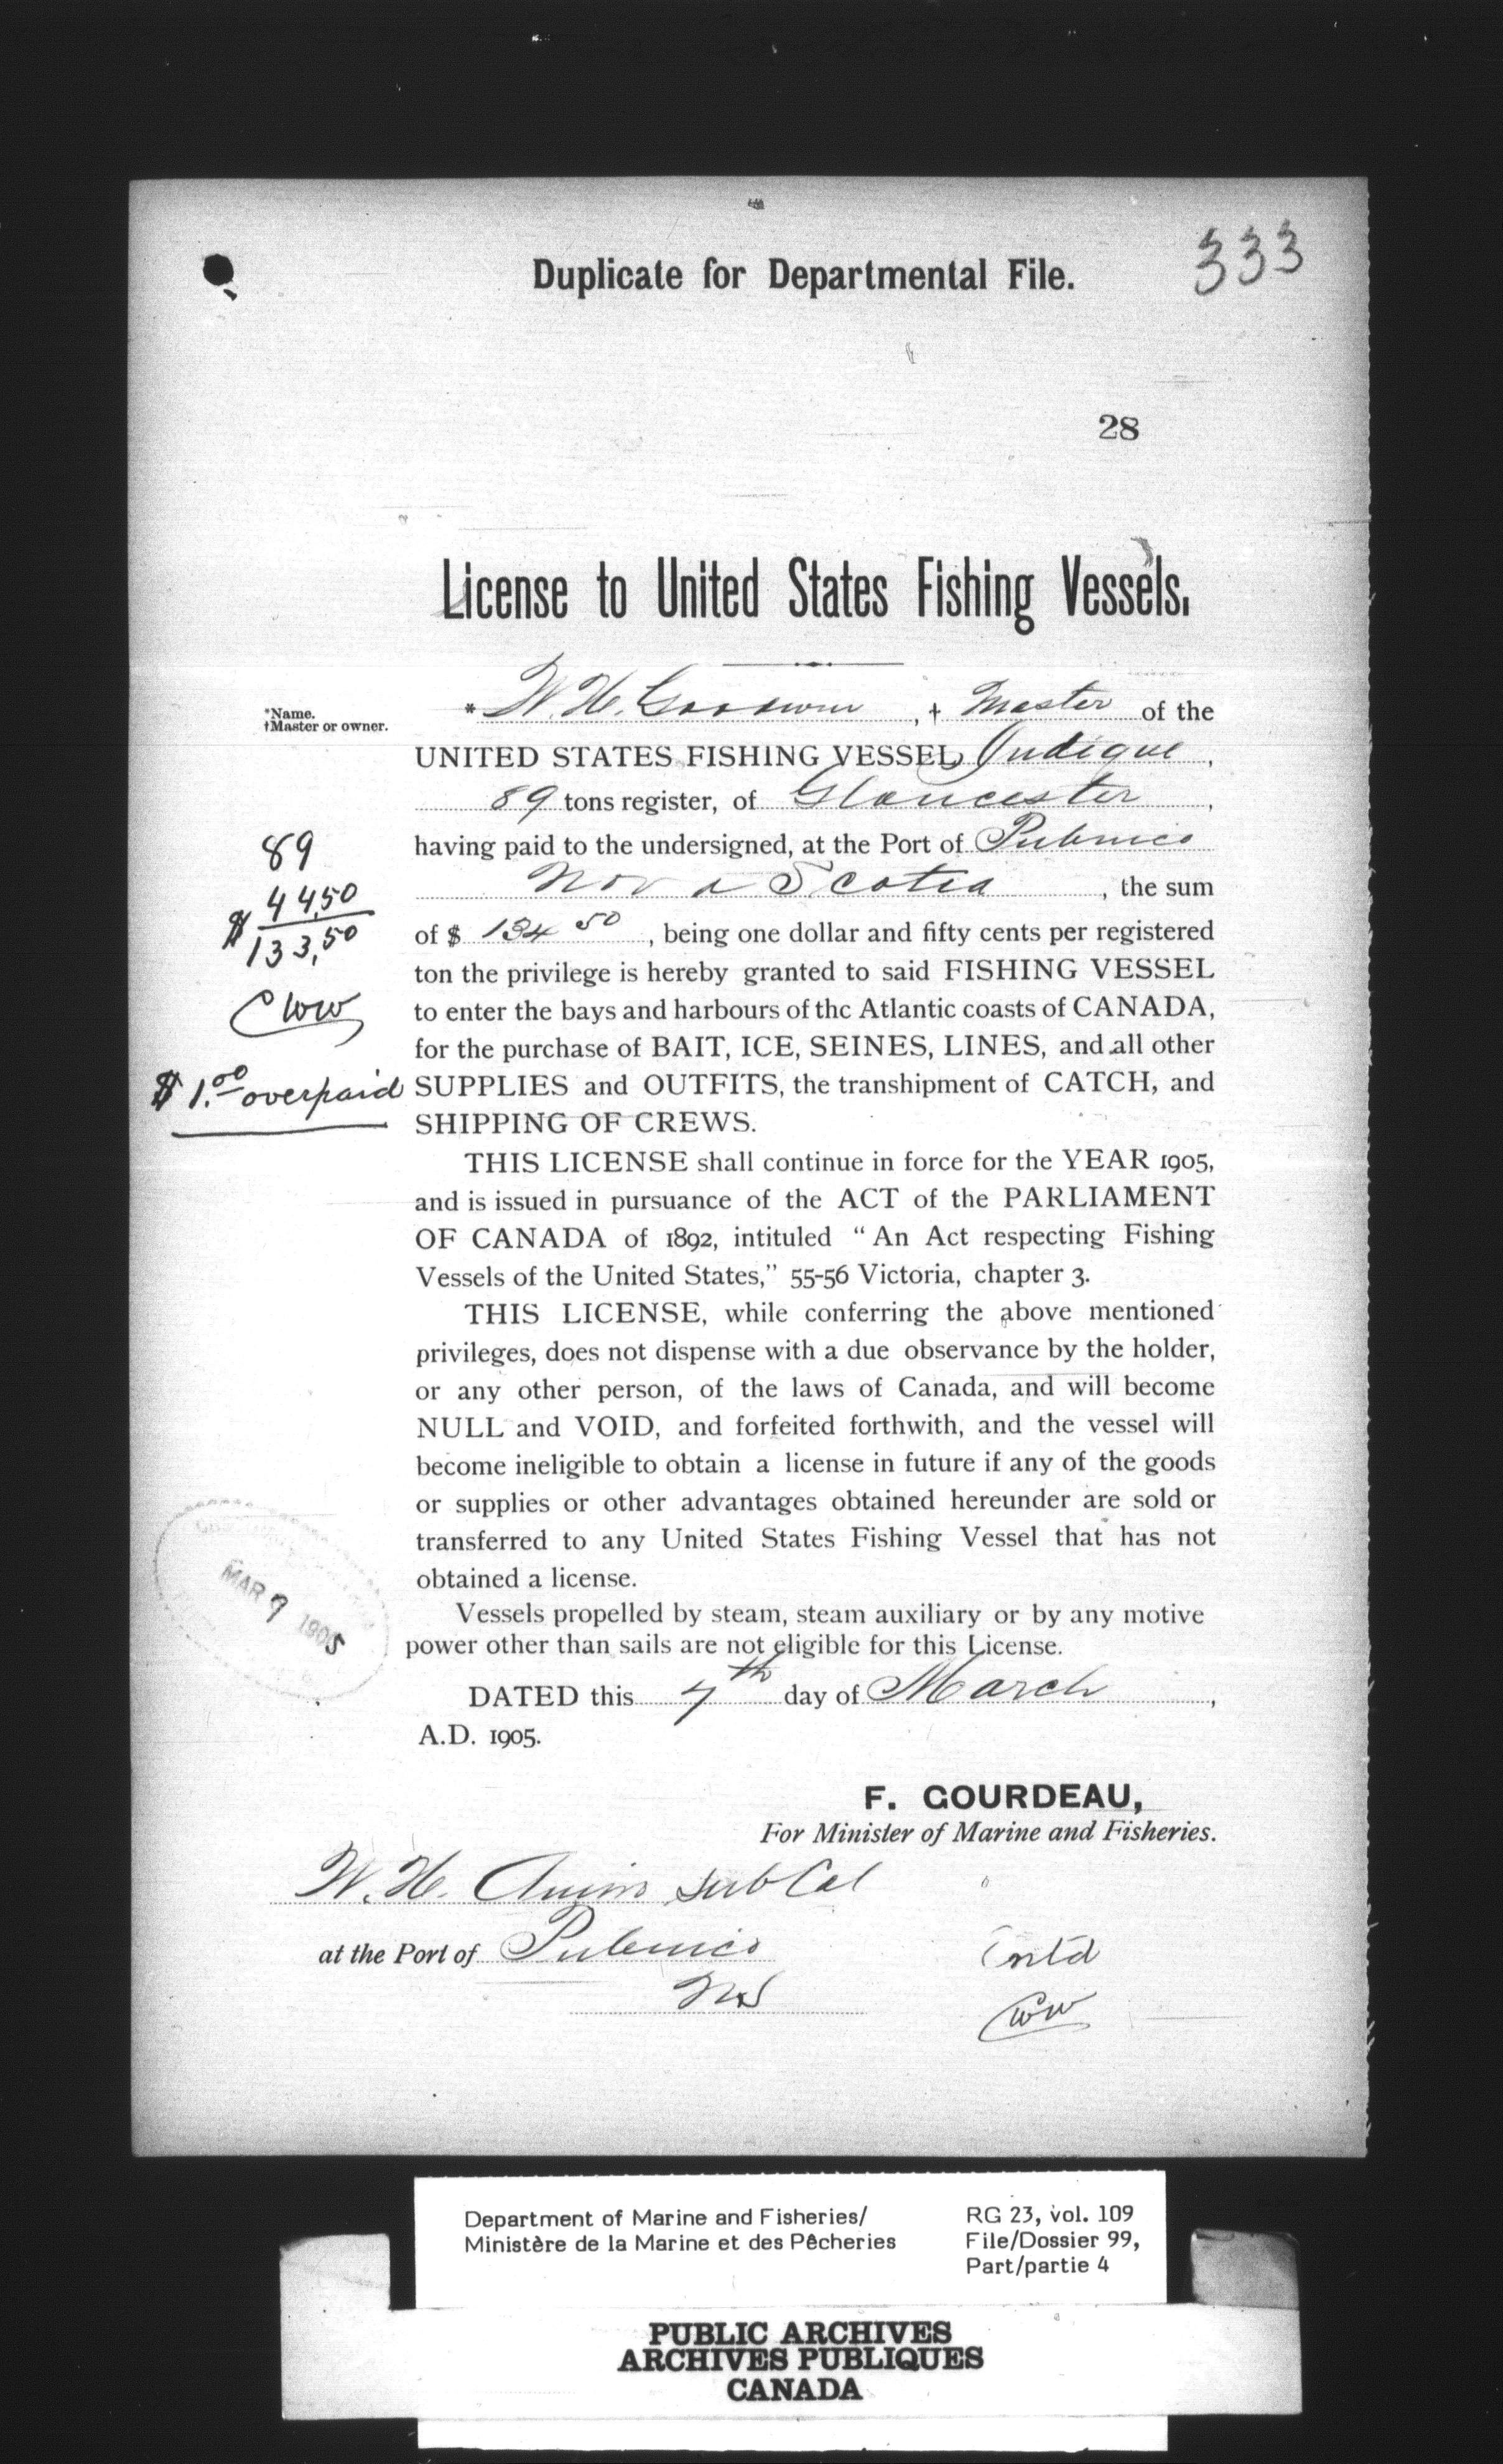 333
Duplicate for Departmental File.
28
License to United States Fishing Vessels.
*Name.
†Master or owner.
* W. H. Goodwin, † Master of the
UNITED STATES FISHING VESSEL Judique,
89 tons register, of Gloucester,
having paid to the undersigned, at the Port of Pubnico
Nova Scotia, the sum
of $ 134 50, being one dollar and fifty cents per registered
ton the privilege is hereby granted to said FISHING VESSEL
to enter the bays and harbours of thc Atlantic coasts of CANADA,
for the purchase of BAIT, ICE, SEINES, LINES, and all other
SUPPLIES and OUTFITS, the transhipment of CATCH, and
SHIPPING OF CREWS.
89
44,50
$ 133,50
CWW
$ 1.00 overpaid
THIS LICENSE shall continue in force for the YEAR 1905,
and is issued in pursuance of the ACT of the PARLIAMENT
OF CANADA of 1892, intituled “ An Act respecting Fishing
Vessels of the United States,” 55-56 Victoria, chapter 3.
THIS LICENSE, while conferring the above mentioned
privileges, does not dispense with a due observance by the holder,
or any other person, of the laws of Canada, and will become
NULL and VOID, and forfeited forthwith, and the vessel will
become ineligible to obtain a license in future if any of the goods
or supplies or other advantages obtained hereunder are sold or
transferred to any United States Fishing Vessel that has not
obtained a license.
MAR 9 1905
Vessels propelled by steam, steam auxiliary or by any motive
power other than sails are not eligible for this License.
DATED this 7th day of March,
A.D. 1905.
F. GOURDEAU,
For Minister of Marine and Fisheries.
W. H. Sub Col
at the Port of Pubnico
NS
Entd
CWW
Department of Marine and Fisheries/
Ministère de la Marine et des Pêcheries
RG 23, vol. 109
File/Dossier 99,
Part/partie 4
PUBLIC ARCHIVES
ARCHIVES PUBLIQUES
CANADA